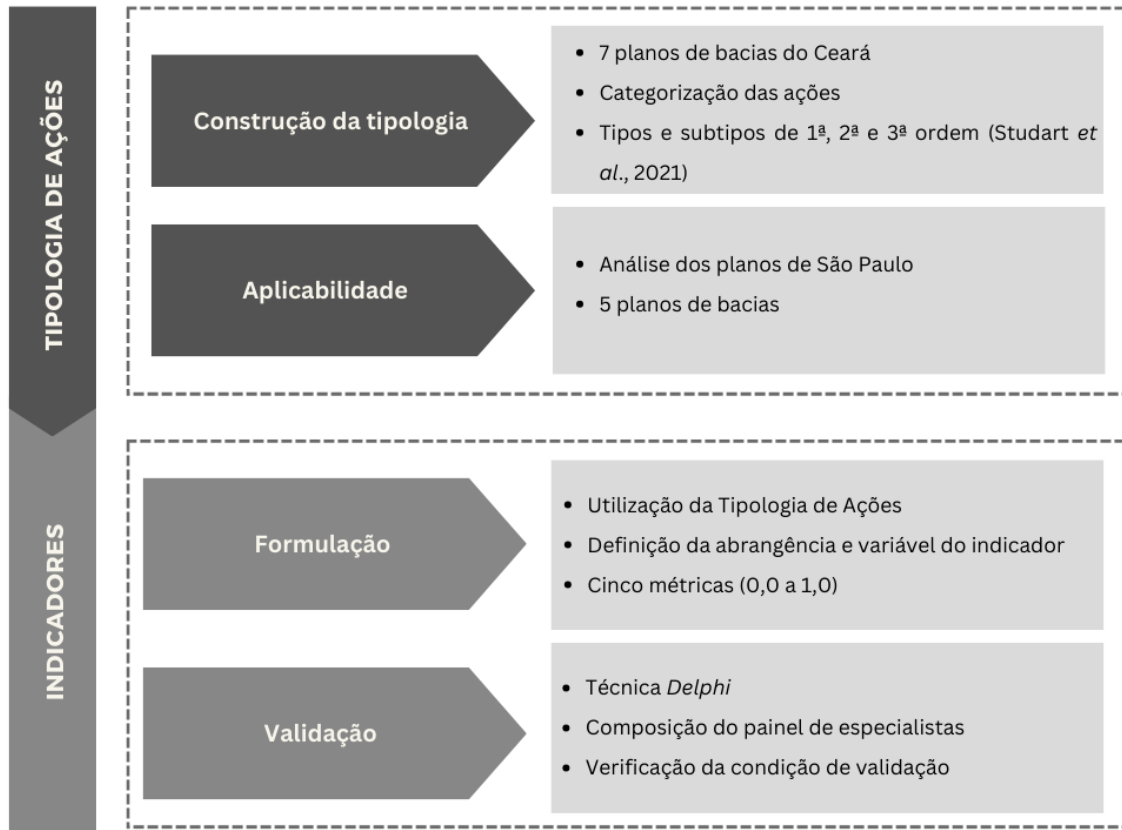 TIPOLOGIA DE AÇÕES
Construção da tipologia
• 7 planos de bacias do Ceará
• Categorização das ações
• Tipos e subtipos de 1ª, 2ª e 3ª ordem (Studart et
al., 2021)
Aplicabilidade
• Análise dos planos de São Paulo
• 5 planos de bacias
INDICADORES
Formulação
• Utilização da Tipologia de Ações
• Definição da abrangência e variável do indicador
• Cinco métricas (0,0 a 1,0)
Validação
• Técnica Delphi
• Composição do painel de especialistas
• Verificação da condição de validação